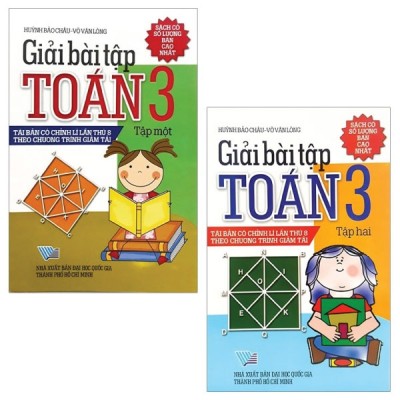 HUỲNH BẢO CHÂU-VÕ VĂN LÒNG
SÁCH CÓ
SỐ LƯỢNG
BÁN
CAO
NHẤT
Giải bài tập
TOÁN 3
TÁI BẢN CÓ CHỈNH LÍ LẦN THỨ 8
THEO CHƯƠNG TRÌNH GIẢM TẢI
Tập một
NHÀ XUẤT BẢN ĐẠI HỌC QUỐC GIA
THÀNH PHỐ HỒ CHÍ MINH
HUỲNH BẢO CHÂU-VÕ VĂN LÒNG
SÁCH CÓ
SỐ LƯỢNG
BÁN
CAO
NHẤT
Giải bài tập
TOÁN 3
TÁI BẢN CÓ CHỈNH LÍ LẦN THỨ 8
THEO CHƯƠNG TRÌNH GIẢM TẢI
Tập hai
H O I
E K
NHÀ XUẤT BẢN ĐẠI HỌC QUỐC GIA
THÀNH PHỐ HỒ CHÍ MINH